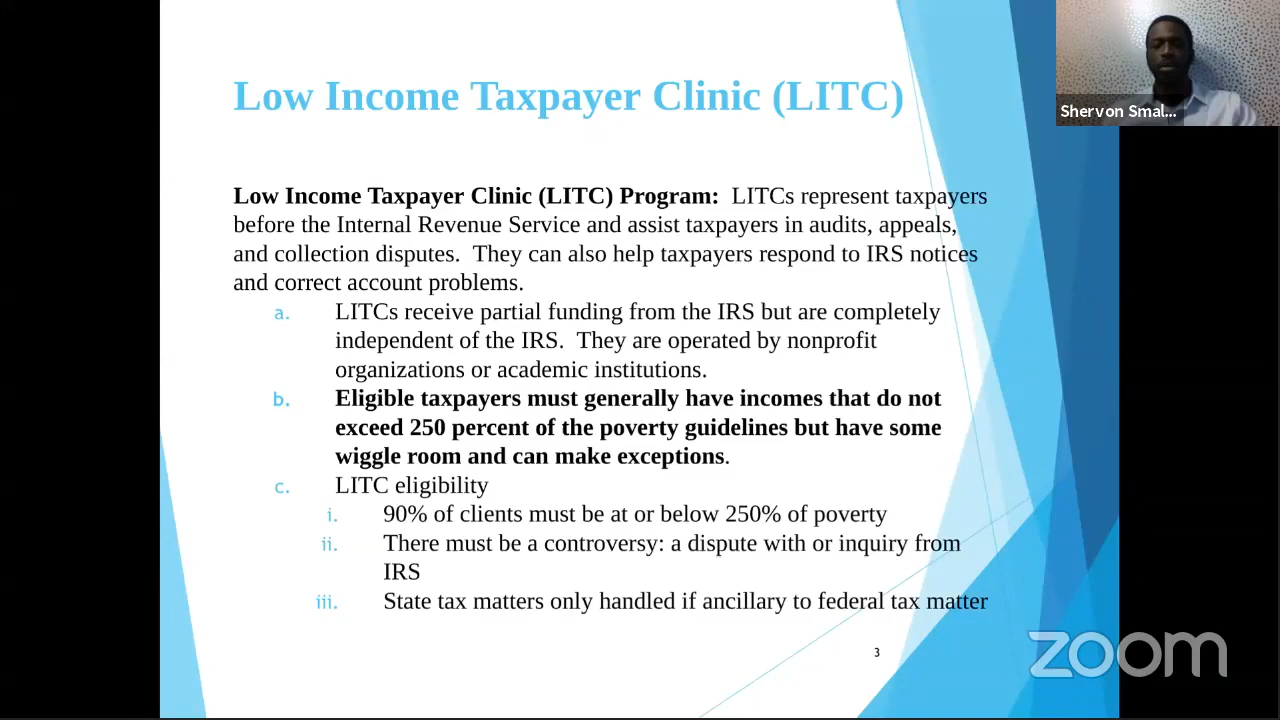 Low Income Taxpayer Clinic (LITC)
Shervon Smal...
Low Income Taxpayer Clinic (LITC) Program: LITCs represent taxpayers
before the Internal Revenue Service and assist taxpayers in audits, appeals,
and collection disputes. They can also help taxpayers respond to IRS notices
and correct account problems.
a. LITCs receive partial funding from the IRS but are completely
independent of the IRS. They are operated by nonprofit
organizations or academic institutions.
b. Eligible taxpayers must generally have incomes that do not
exceed 250 percent of the poverty guidelines but have some
wiggle room and can make exceptions.
c. LITC eligibility
i. 90% of clients must be at or below 250% of poverty
ii. There must be a controversy: a dispute with or inquiry from
IRS
iii. State tax matters only handled if ancillary to federal tax matter
3
zoom